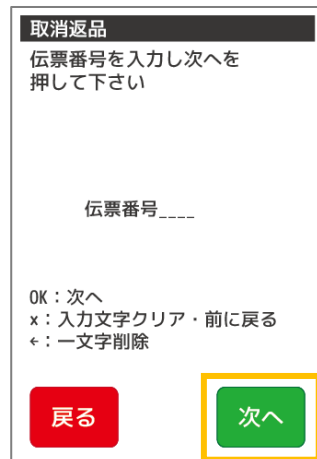 取消返品
伝票番号を入力し次へを
押して下さい
伝票番号____
OK：次へ
×：入力文字クリア・前に戻る
←：一文字削除
戻る
次へ